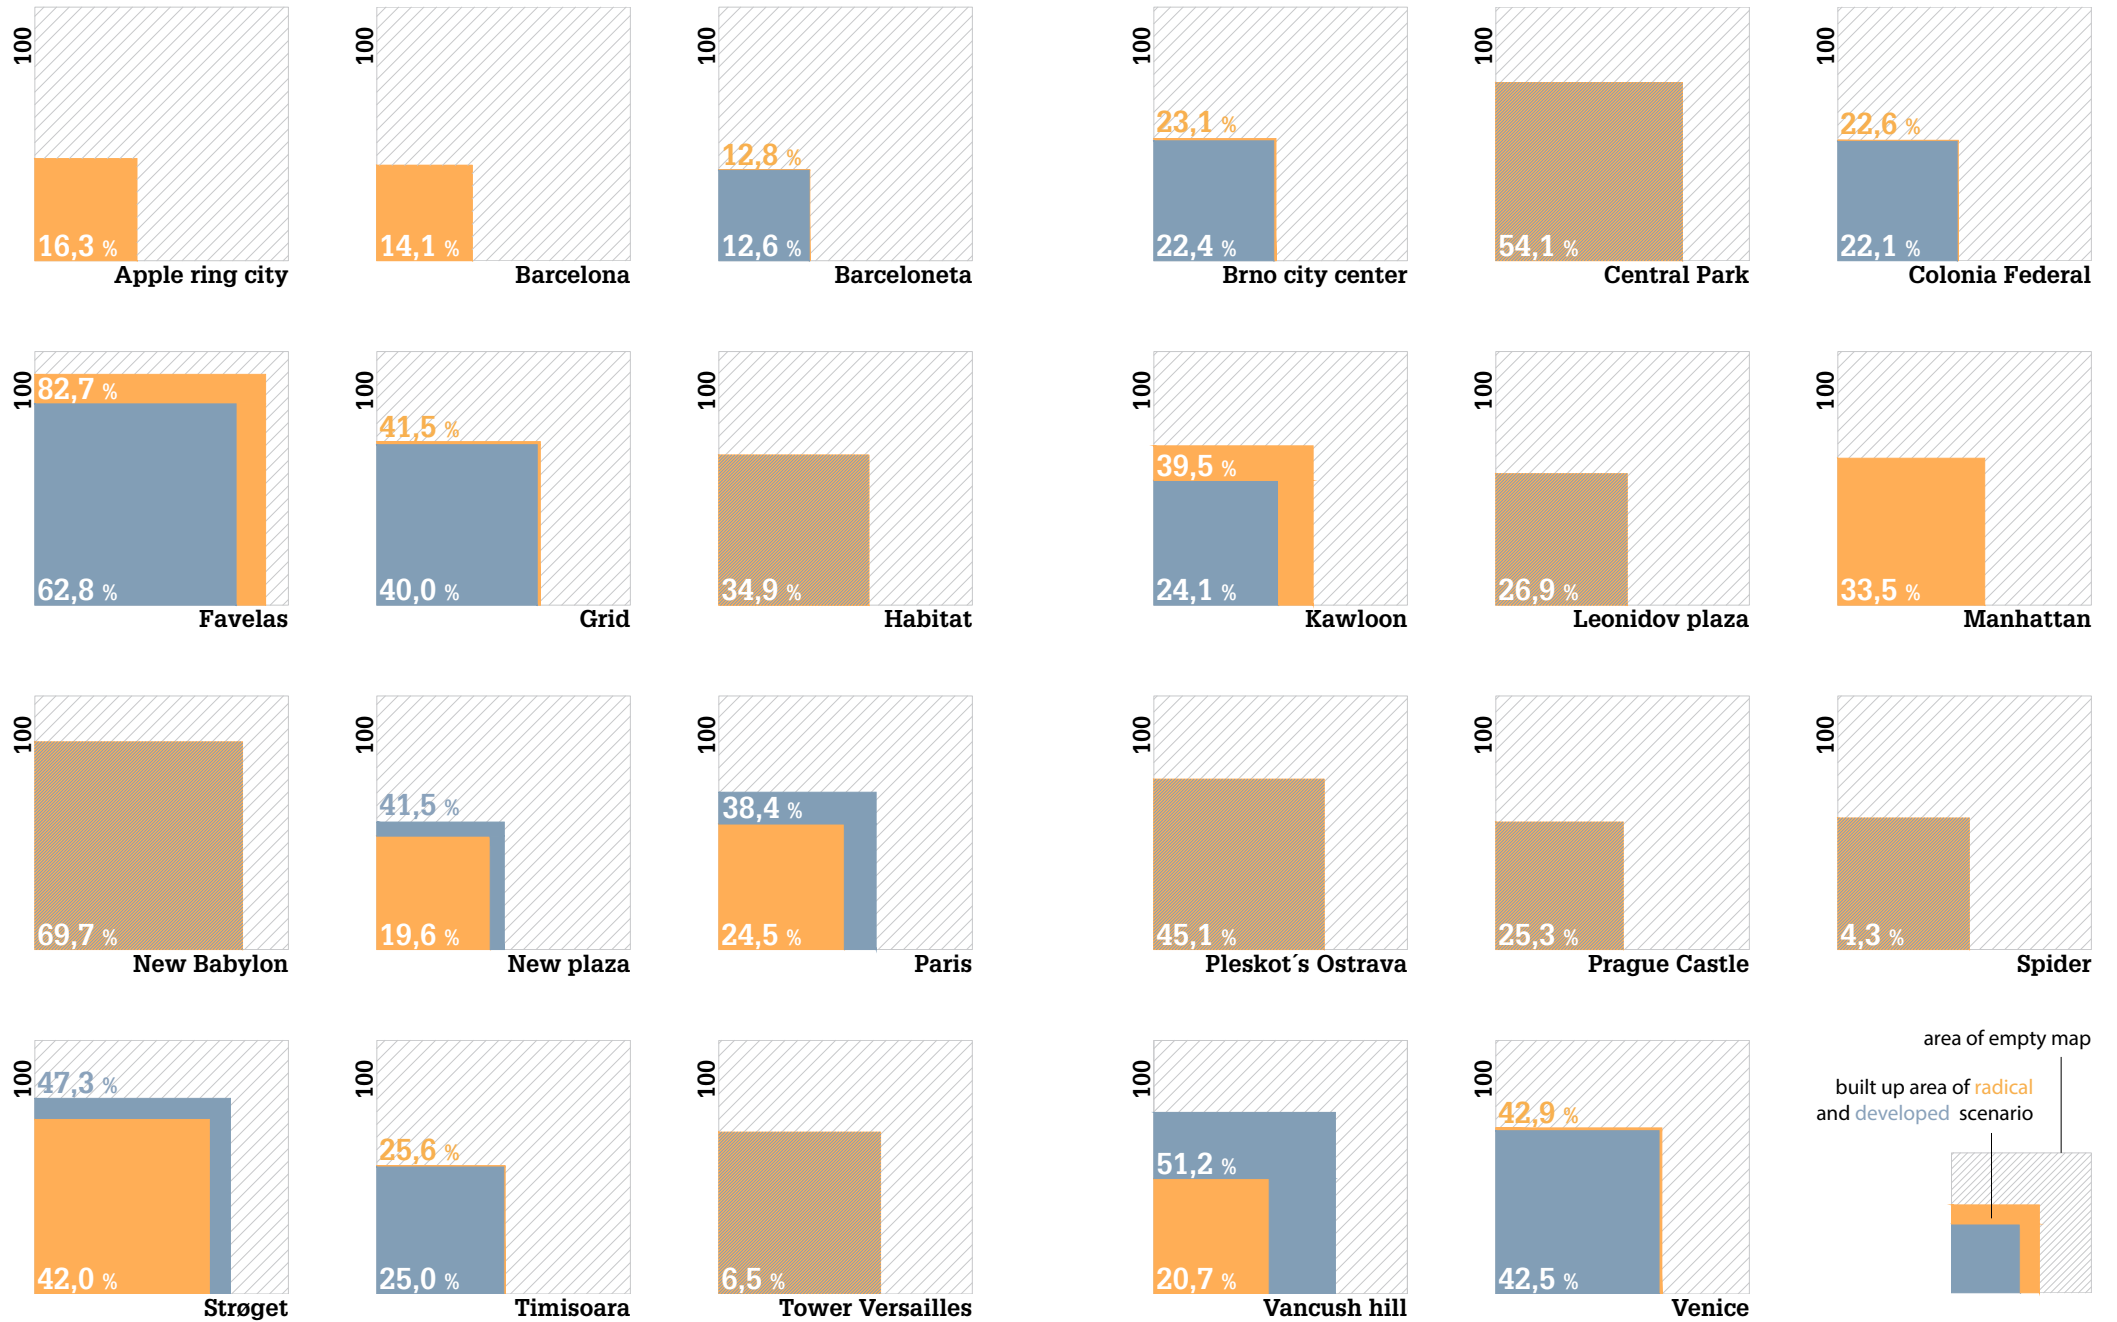 100
16,3 %
Apple ring city
100
14,1 %
Barcelona
100
12,8 %
12,6 %
Barceloneta
100
23,1 %
22,4 %
Brno city center
100
54,1 %
Central Park
100
22,6 %
22,1 %
Colonia Federal
100
82,7 %
62,8 %
Favelas
100
41,5 %
40,0 %
Grid
100
34,9 %
Habitat
100
39,5 %
24,1 %
Kawloon
100
26,9 %
Leonidov plaza
100
33,5 %
Manhattan
100
69,7 %
New Babylon
100
41,5 %
19,6 %
New plaza
100
38,4 %
24,5 %
Paris
100
45,1 %
Pleskot´s Ostrava
100
25,3 %
Prague Castle
100
4,3 %
Spider
100
47,3 %
42,0 %
Strøget
100
25,6 %
25,0 %
Timisoara
100
6,5 %
Tower Versailles
100
51,2 %
20,7 %
Vancush hill
100
42,9 %
42,5 %
Venice
area of empty map
built up area of radical
and developed scenario